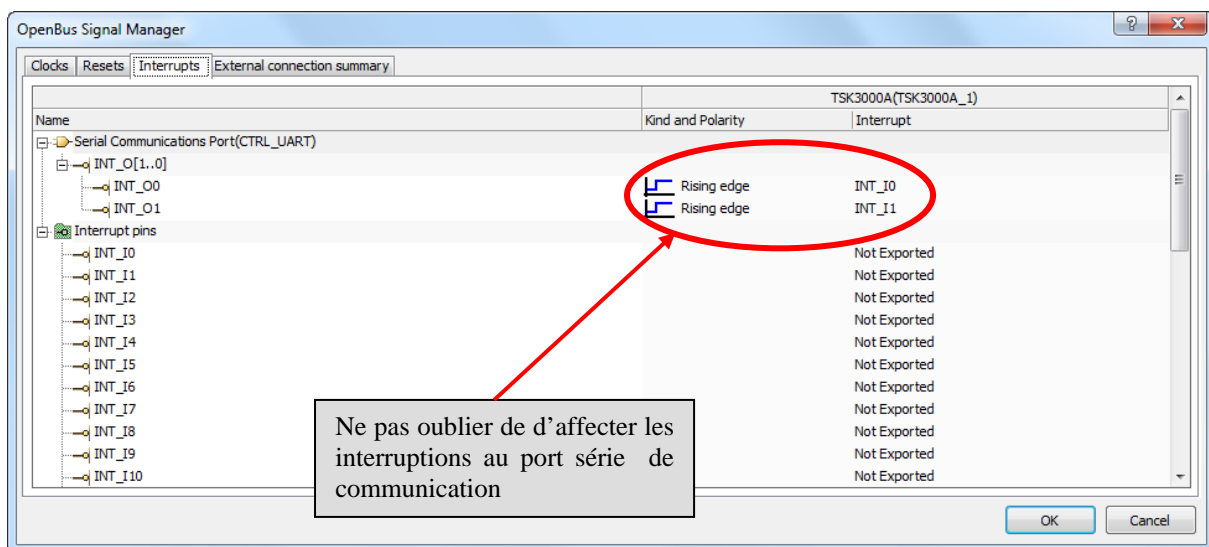 OpenBus Signal Manager
Clocks Resets Interrupts External connection summary
TSK3000A(TSK3000A_1)
Name Kind and Polarity Interrupt
Serial Communications Port(CTRL_UART)
INT_O[1..0]
INT_O0 Rising edge INT_I0
INT_O1 Rising edge INT_I1
Interrupt pins
INT_I0 Not Exported
INT_I1 Not Exported
INT_I2 Not Exported
INT_I3 Not Exported
INT_I4 Not Exported
INT_I5 Not Exported
INT_I6 Not Exported
INT_I7 Not Exported
INT_I8 Not Exported
INT_I9 Not Exported
INT_I10 Not Exported
Ne pas oublier de d’affecter les
interruptions au port série de
communication
OK Cancel